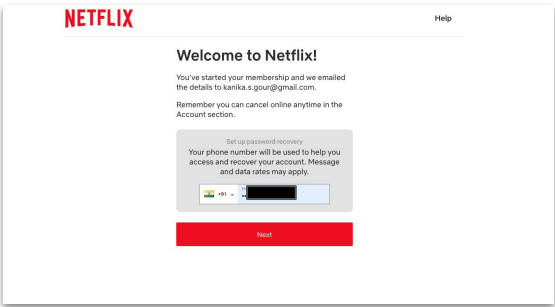 NETFLIX
Help
Welcome to Netflix!
You've started your membership and we emailed
the details to kanika.s.gour@gmail.com.
Remember you can cancel online anytime in the
Account section.
Set up password recovery
Your phone number will be used to help you
access and recover your account. Message
and data rates may apply.
+91
Next